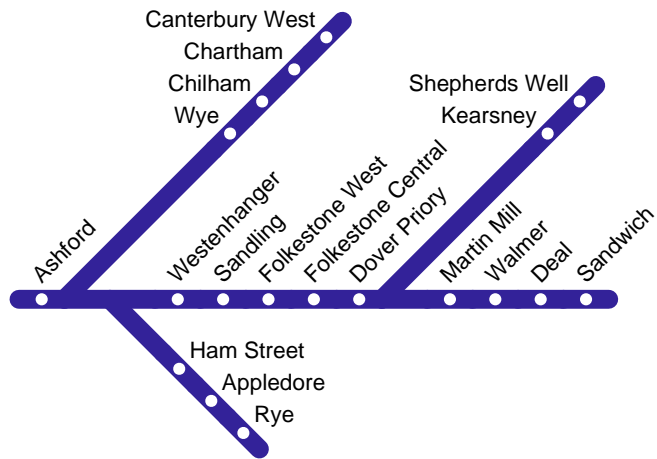 Canterbury West
Chartham
Chilham
Wye
Shepherds Well
Kearsney
Ashford
Westenhanger
Sandling
Folkestone West
Folkestone Central
Dover Priory
Martin Mill
Walmer
Deal
Sandwich
Ham Street
Appledore
Rye